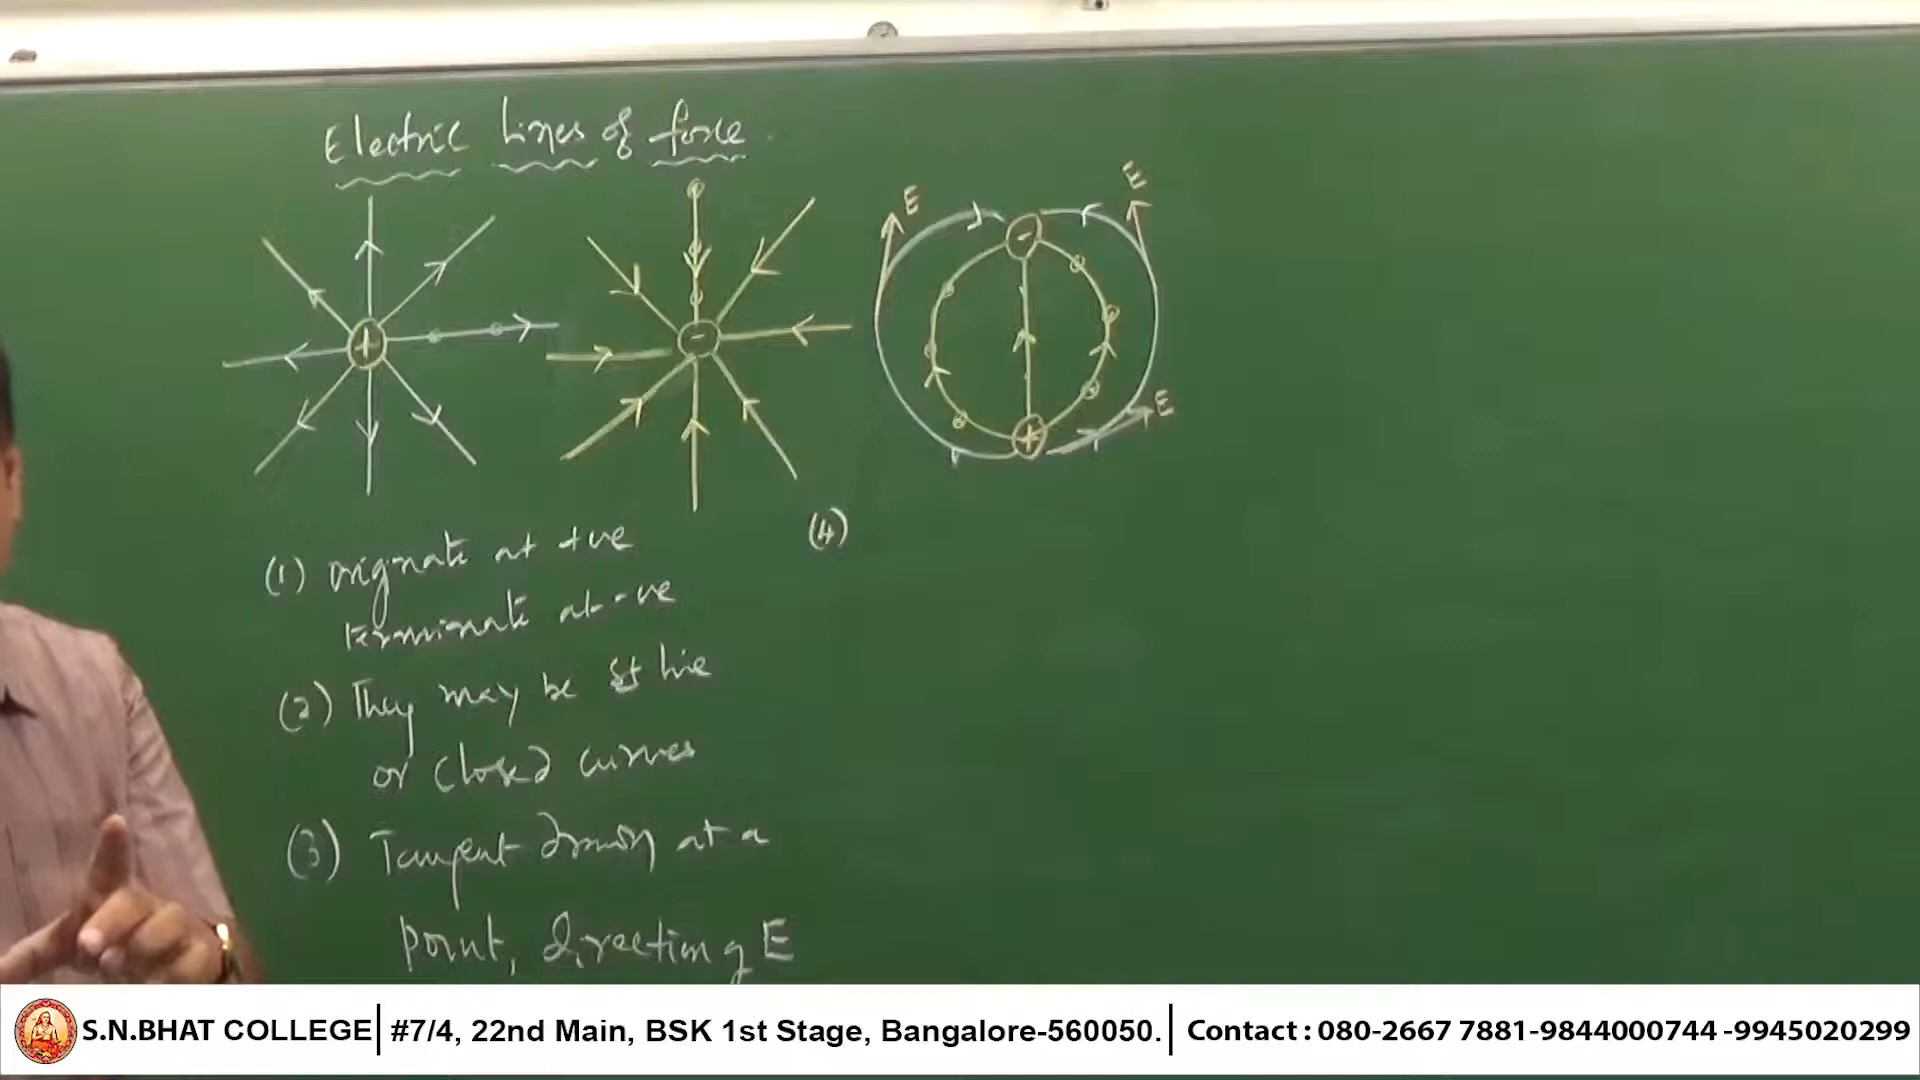 Electric Lines of force
E
E
E
+
-
-
+
(1) originate at +ve
terminate at -ve
(2) They may be st line
or closed curves
(3) Tangent drawn at a
point, direction of E
(4)
S.N.BHAT COLLEGE | #7/4, 22nd Main, BSK 1st Stage, Bangalore-560050. | Contact : 080-2667 7881-9844000744 -9945020299